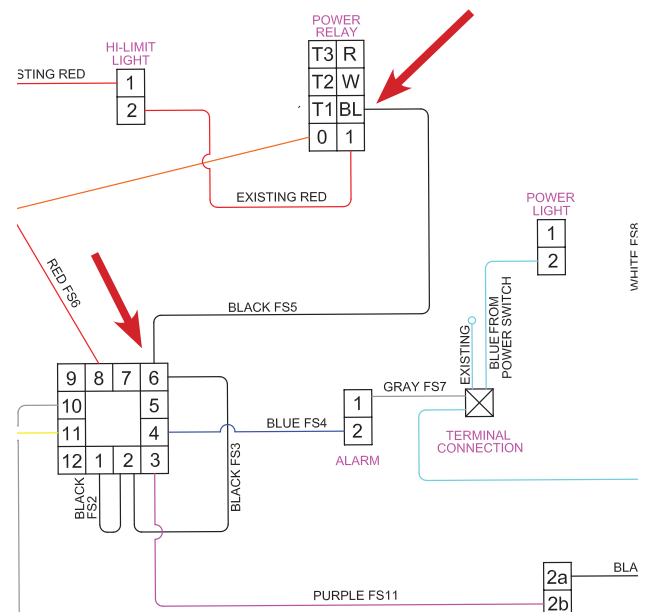 POWER
RELAY
HI-LIMIT
LIGHT
T3 R
T2 W
T1 BL
0 1
STING RED
1
2
EXISTING RED
POWER
LIGHT
1
2
WHITE FS8
RED FS6
BLACK FS5
EXISTING
BLUE FROM
POWER SWITCH
9 8 7 6
10 5
11 4
12 1 2 3
GRAY FS7
1
2
BLUE FS4
ALARM
TERMINAL
CONNECTION
BLACK
FS2
BLACK FS3
PURPLE FS11
2a
2b
BLA